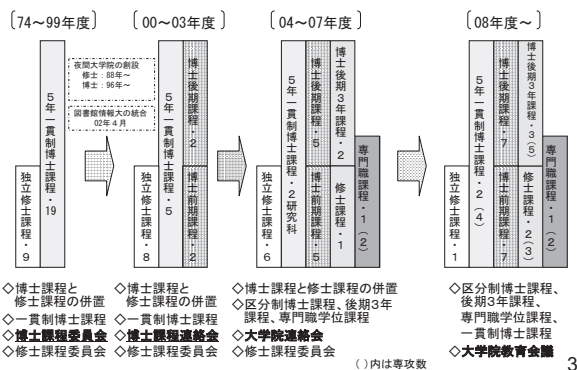 〔74～99年度〕
〔00～03年度〕
〔04～07年度〕
〔08年度～〕
独立修士課程・9
5年一貫制博士課程・19
夜間大学院の創設
修士：88年～
博士：96年～
図書館情報大の統合
02年4月
独立修士課程・8
5年一貫制博士課程・5
博士後期課程・2
博士前期課程・2
独立修士課程・6
5年一貫制博士課程・2研究科
博士後期課程・5
博士前期課程・5
博士後期3年課程・2
修士課程・1
専門職課程・1（2）
独立修士課程・1
5年一貫制博士課程・2（4）
博士後期課程・7
博士前期課程・7
博士後期3年課程・3（5）
修士課程・2（3）
専門職課程・1（2）
◇博士課程と
修士課程の併置
◇一貫制博士課程
◇博士課程委員会
◇修士課程委員会
◇博士課程と
修士課程の併置
◇一貫制博士課程
◇博士課程連絡会
◇修士課程委員会
◇博士課程と修士課程の併置
◇区分制博士課程、後期3年
課程、専門職学位課程
◇大学院連絡会
◇修士課程委員会
◇区分制博士課程、
後期3年課程、
専門職学位課程、
一貫制博士課程
◇大学院教育会議
（ ）内は専攻数
3